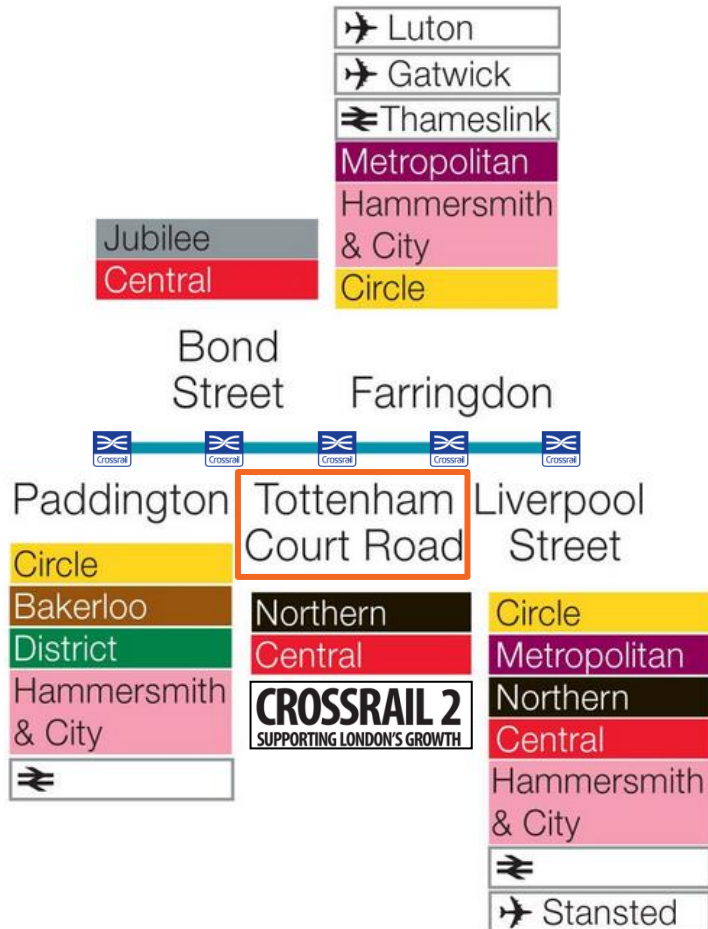 Luton
Gatwick
Thameslink
Metropolitan
Hammersmith
& City
Circle
Jubilee
Central
Bond
Street
Farringdon
Crossrail
Crossrail
Crossrail
Crossrail
Crossrail
Paddington
Tottenham
Court Road
Liverpool
Street
Circle
Bakerloo
District
Hammersmith
& City
Northern
Central
CROSSRAIL 2
SUPPORTING LONDON'S GROWTH
Circle
Metropolitan
Northern
Central
Hammersmith
& City
Stansted